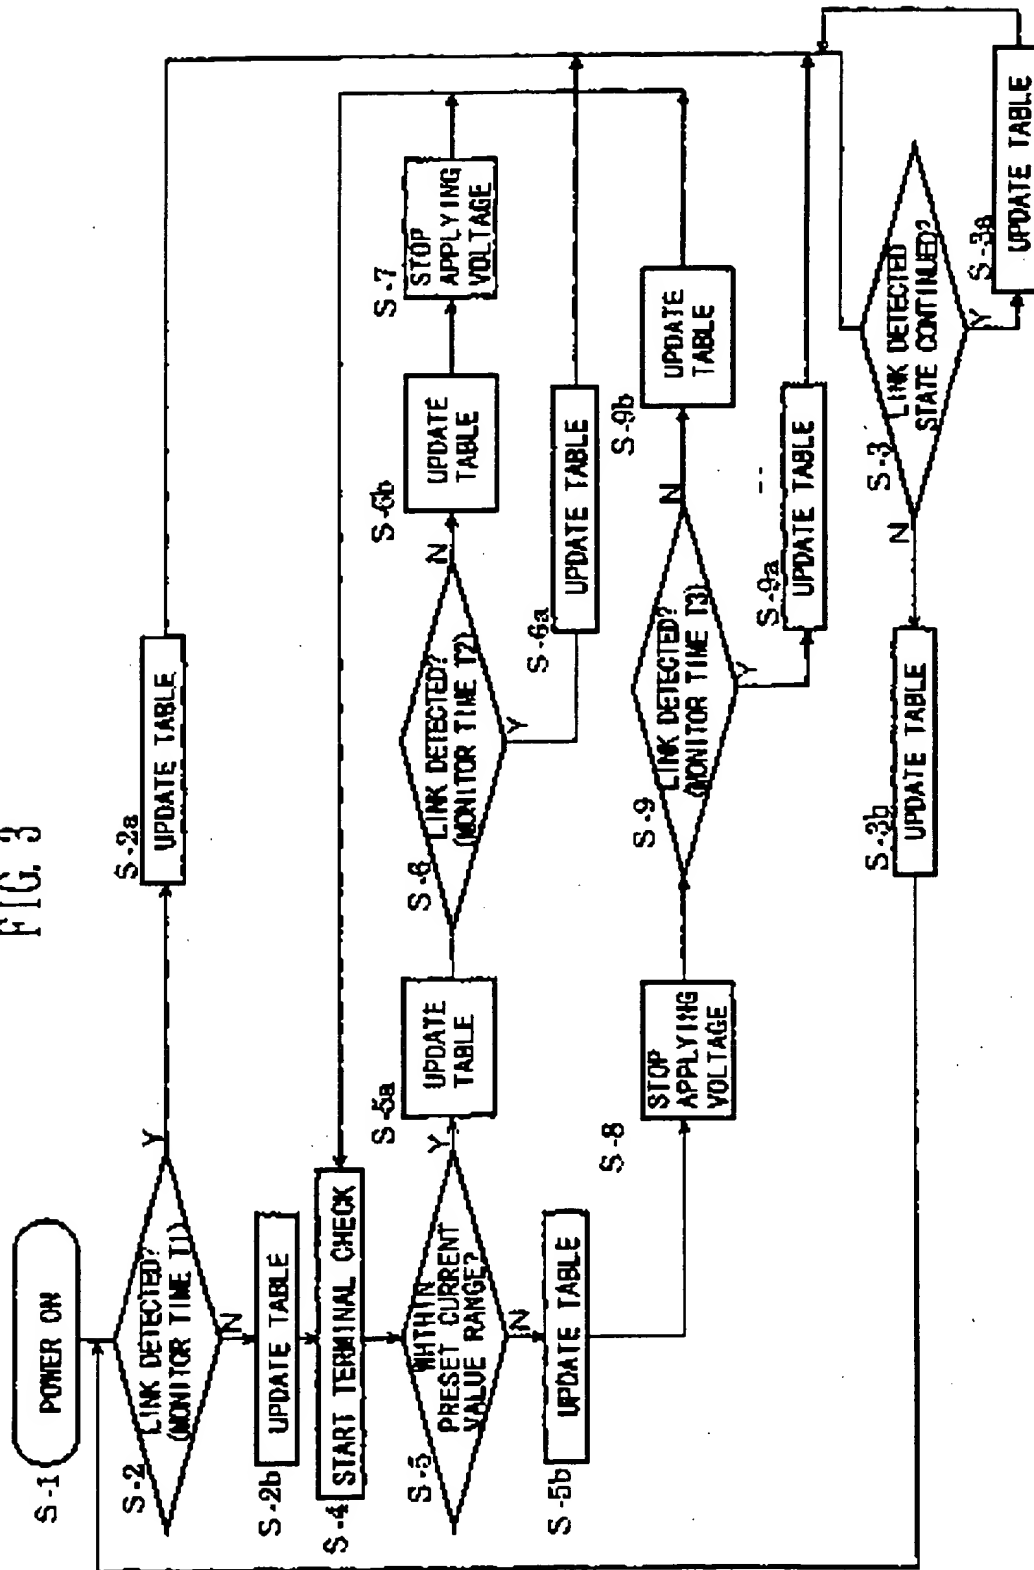 FIG. 3
S-1
POWER ON
S-2
LINK DETECTED?
(MONITOR TIME T1)
Y
N
S-2a
UPDATE TABLE
S-2b
UPDATE TABLE
S-4
START TERMINAL CHECK
S-5
WHTHIN
PRESET CURRENT
VALUE RANGE?
Y
N
S-5a
UPDATE
TABLE
S-5b
UPDATE TABLE
S-6
LINK DETECTED?
(MONITOR TIME T2)
N
Y
S-6b
UPDATE
TABLE
S-6a
UPDATE TABLE
S-7
STOP
APPLYING
VOLTAGE
S-8
STOP
APPLYING
VOLTAGE
S-9
LINK DETECTED?
(MONITOR TIME T3)
N
Y
S-9b
UPDATE
TABLE
S-9a
UPDATE TABLE
S-3
LINK DETECTED
STATE CONTINUED?
N
Y
S-3b
UPDATE TABLE
S-3a
UPDATE TABLE